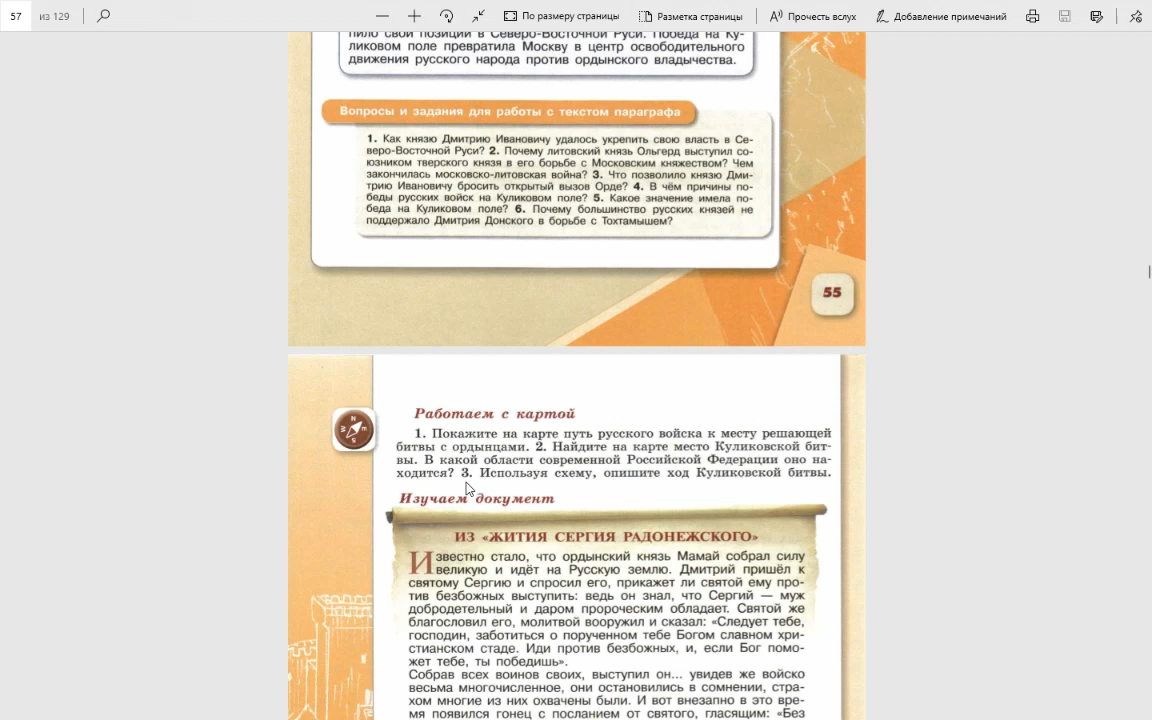 57 из 129
По размеру страницы
Разметка страницы
Прочесть вслух
Добавление примечаний
пило свои позиции в Северо-Восточной Руси. Победа на Ку-
ликовом поле превратила Москву в центр освободительного
движения русского народа против ордынского владычества.
Вопросы и задания для работы с текстом параграфа
1. Как князю Дмитрию Ивановичу удалось укрепить свою власть в Се-
веро-Восточной Руси? 2. Почему литовский князь Ольгерд выступил со-
юзником тверского князя в его борьбе с Московским княжеством? Чем
закончилась московско-литовская война? 3. Что позволило князю Дми-
трию Ивановичу бросить открытый вызов Орде? 4. В чём причины по-
беды русских войск на Куликовом поле? 5. Какое значение имела по-
беда на Куликовом поле? 6. Почему большинство русских князей не
поддержало Дмитрия Донского в борьбе с Тохтамышем?
55
Работаем с картой
1. Покажите на карте путь русского войска к месту решающей
битвы с ордынцами. 2. Найдите на карте место Куликовской бит-
вы. В какой области современной Российской Федерации оно на-
ходится? 3. Используя схему, опишите ход Куликовской битвы.
N
W E
S
Изучаем документ
ИЗ «ЖИТИЯ СЕРГИЯ РАДОНЕЖСКОГО»
Известно стало, что ордынский князь Мамай собрал силу
великую и идёт на Русскую землю. Дмитрий пришёл к
святому Сергию и спросил его, прикажет ли святой ему про-
тив безбожных выступить: ведь он знал, что Сергий — муж
добродетельный и даром пророческим обладает. Святой же
благословил его, молитвой вооружил и сказал: «Следует тебе,
господин, заботиться о порученном тебе Богом славном хри-
стианском стаде. Иди против безбожных, и, если Бог помо-
жет тебе, ты победишь».
Собрав всех воинов своих, выступил он... увидев же войско
весьма многочисленное, они остановились в сомнении, стра-
хом многие из них охвачены были. И вот внезапно в это вре-
мя появился гонец с посланием от святого, гласящим: «Без